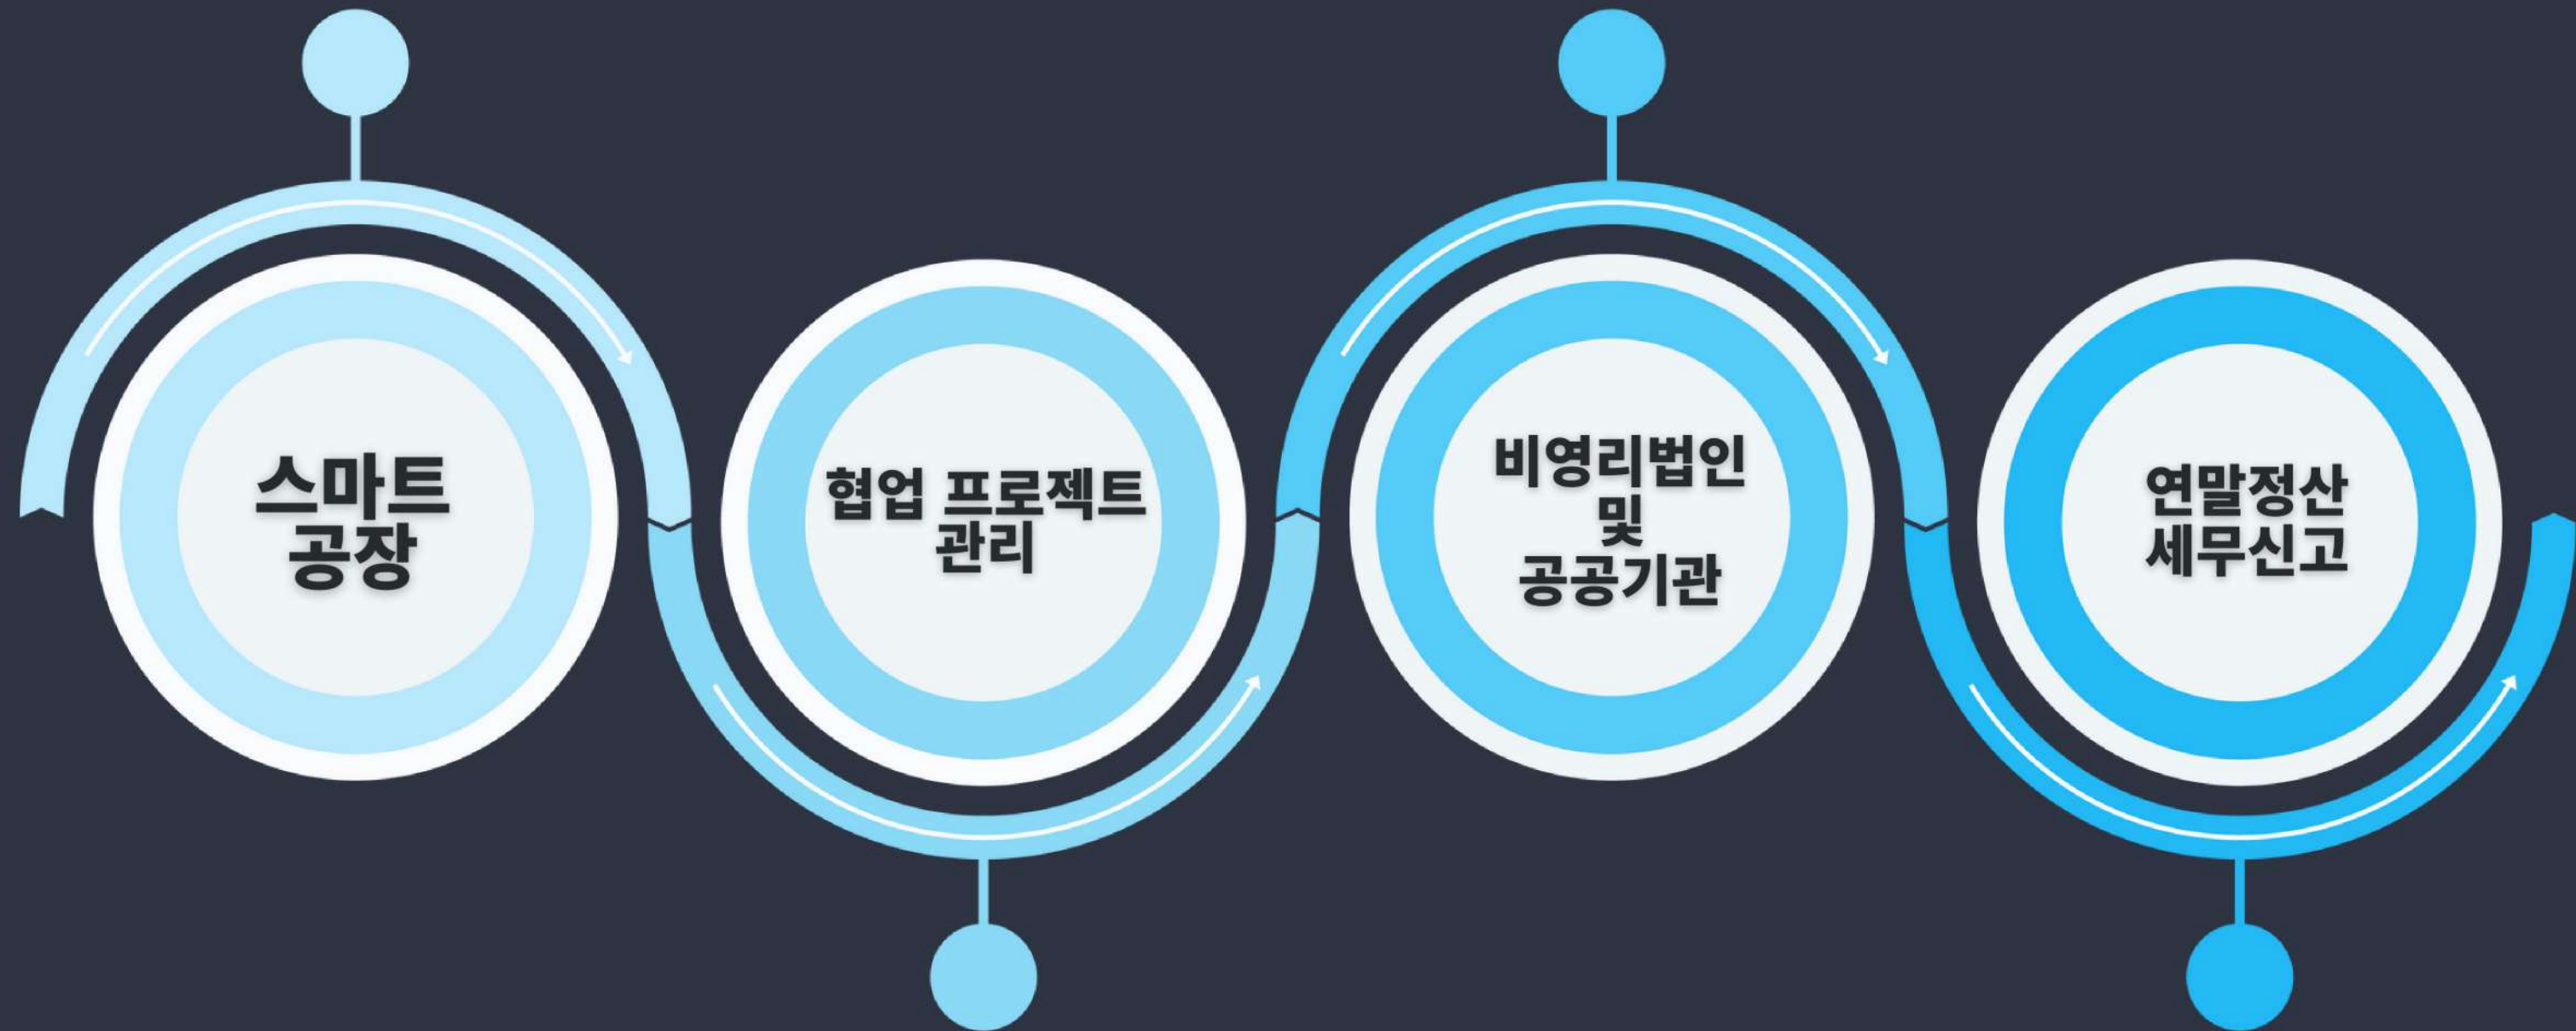 스마트
공장
협업 프로젝트
관리
비영리법인
및
공공기관
연말정산
세무신고